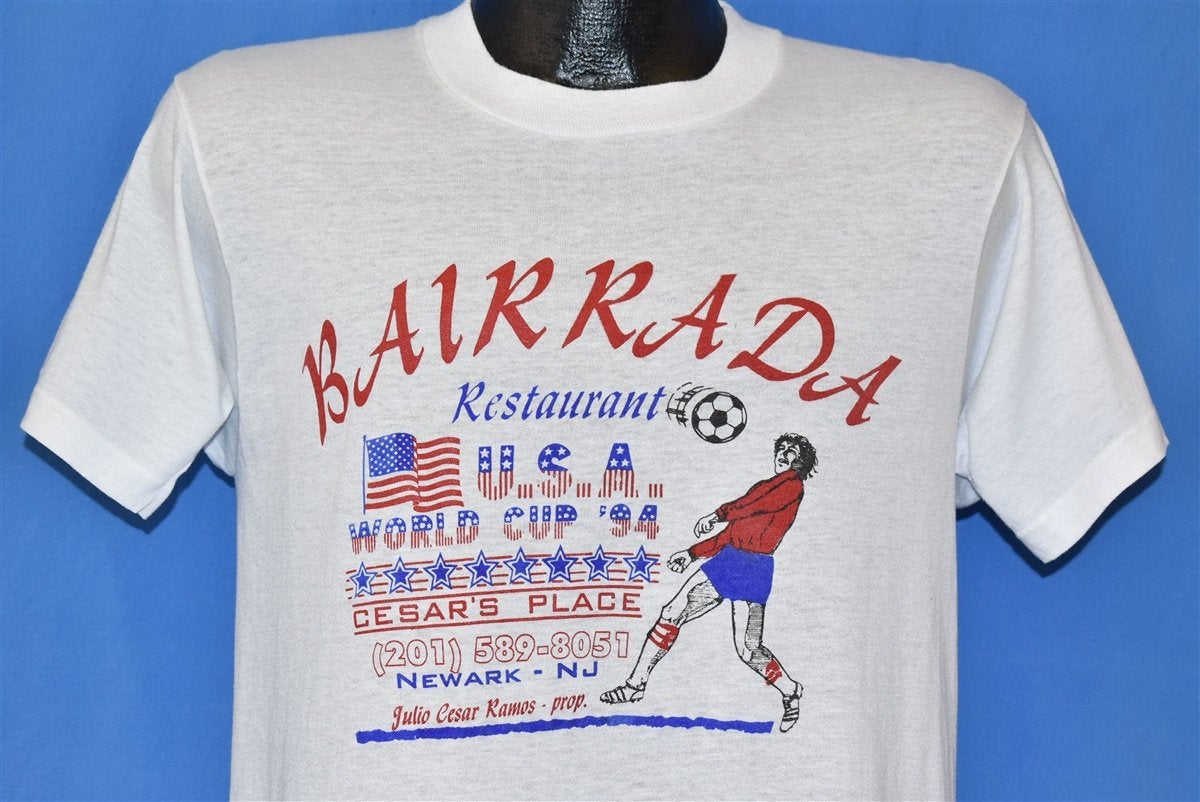 BAIRRADA
Restaurant
U.S.A.
WORLD CUP '94
CESAR'S PLACE
(201) 589-8051
NEWARK - NJ
Julio Cesar Ramos - prop.